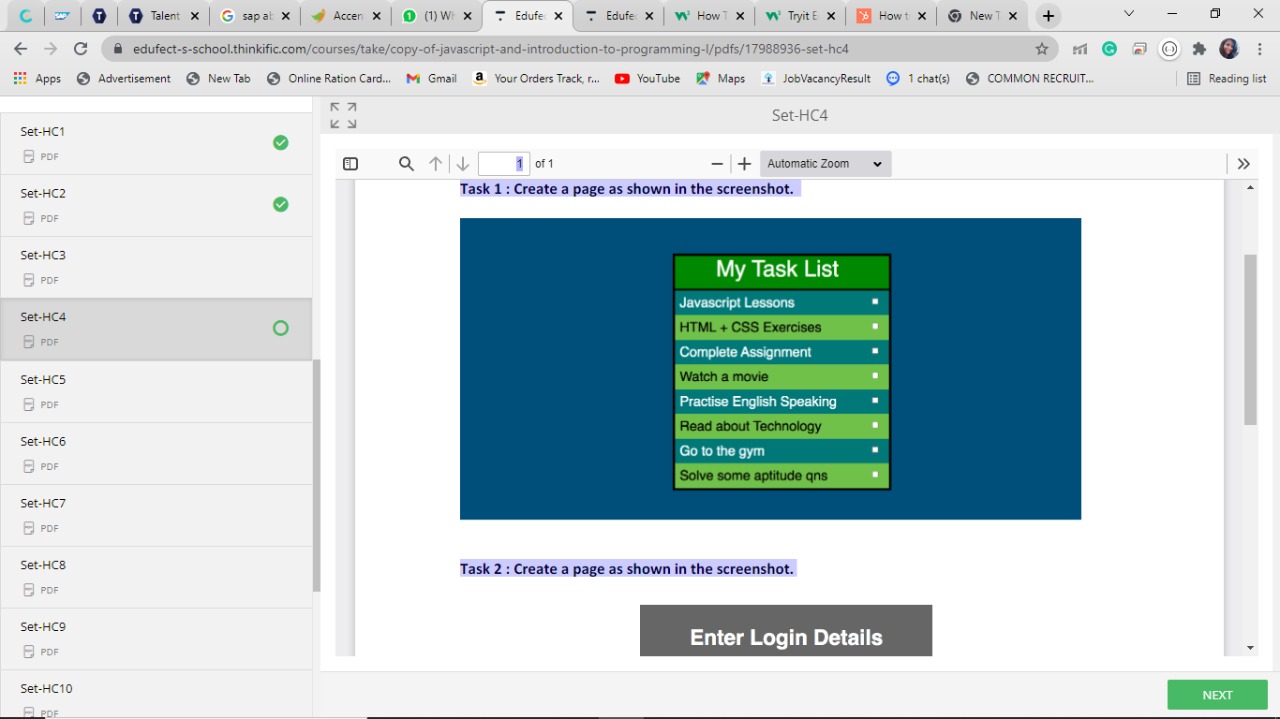 sap al
Talent
Accen
(1) Wh
Edufec
Edufec
How T
Tryit E
How t
New T
edufect-s-school.thinkific.com/courses/take/copy-of-javascript-and-introduction-to-programming-l/pdfs/17988936-set-hc4
Apps Advertisement New Tab Online Ration Card... Gmail Your Orders Track, r... YouTube Maps JobVacancyResult 1 chat(s) COMMON RECRUIT... Reading list
Set-HC1
PDF
Set-HC2
PDF
Set-HC3
PDF
Set-HC4
PDF
Set-HC5
PDF
Set-HC6
PDF
Set-HC7
PDF
Set-HC8
PDF
Set-HC9
PDF
Set-HC10
PDF
Set-HC4
1 of 1 Automatic Zoom
Task 1 : Create a page as shown in the screenshot.
My Task List
Javascript Lessons
HTML + CSS Exercises
Complete Assignment
Watch a movie
Practise English Speaking
Read about Technology
Go to the gym
Solve some aptitude qns
Task 2 : Create a page as shown in the screenshot.
Enter Login Details
NEXT